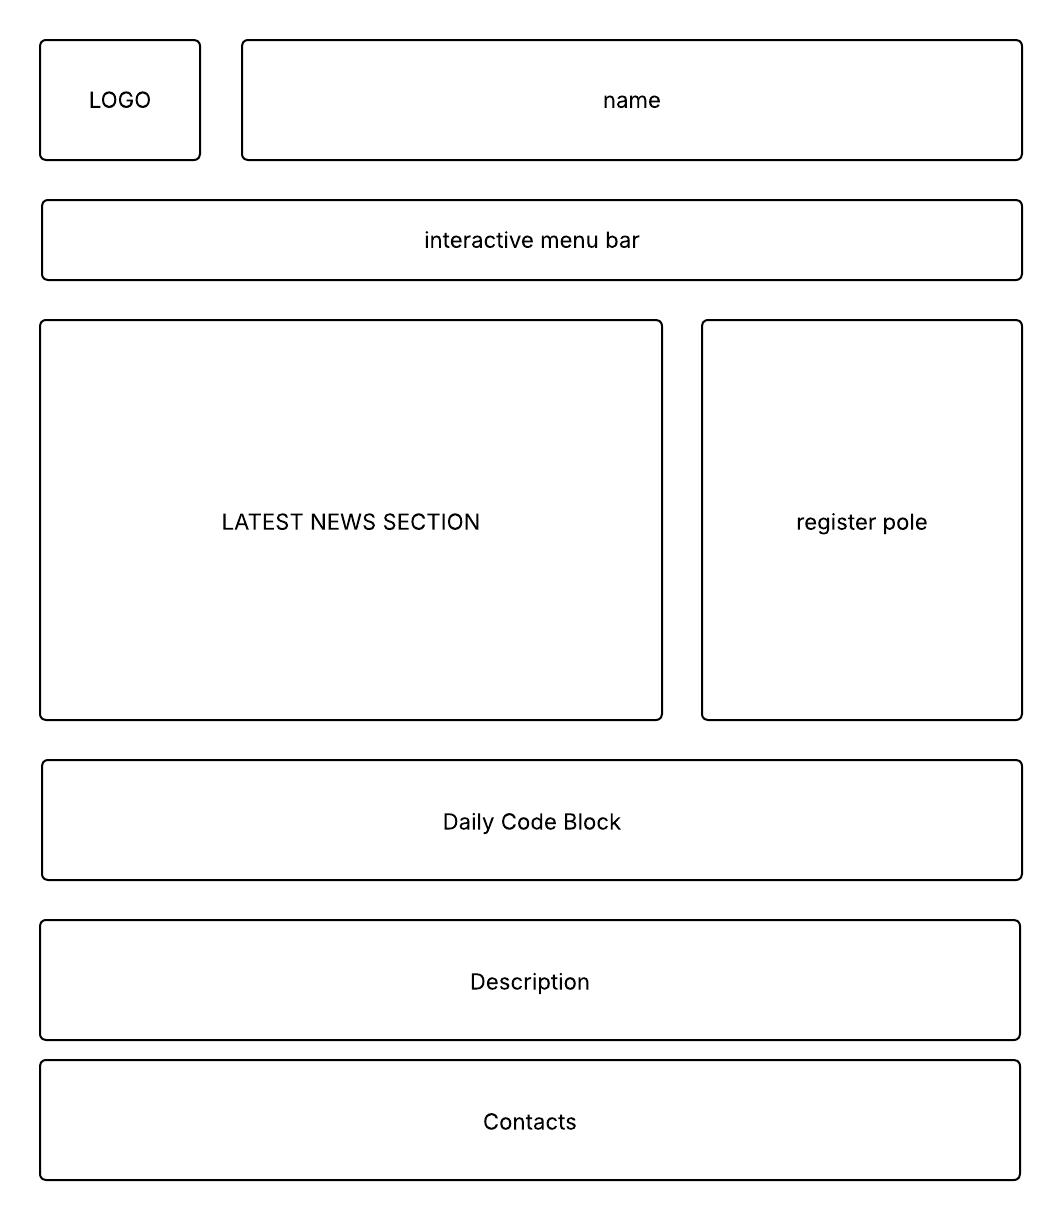 LOGO
name
interactive menu bar
LATEST NEWS SECTION
register pole
Daily Code Block
Description
Contacts